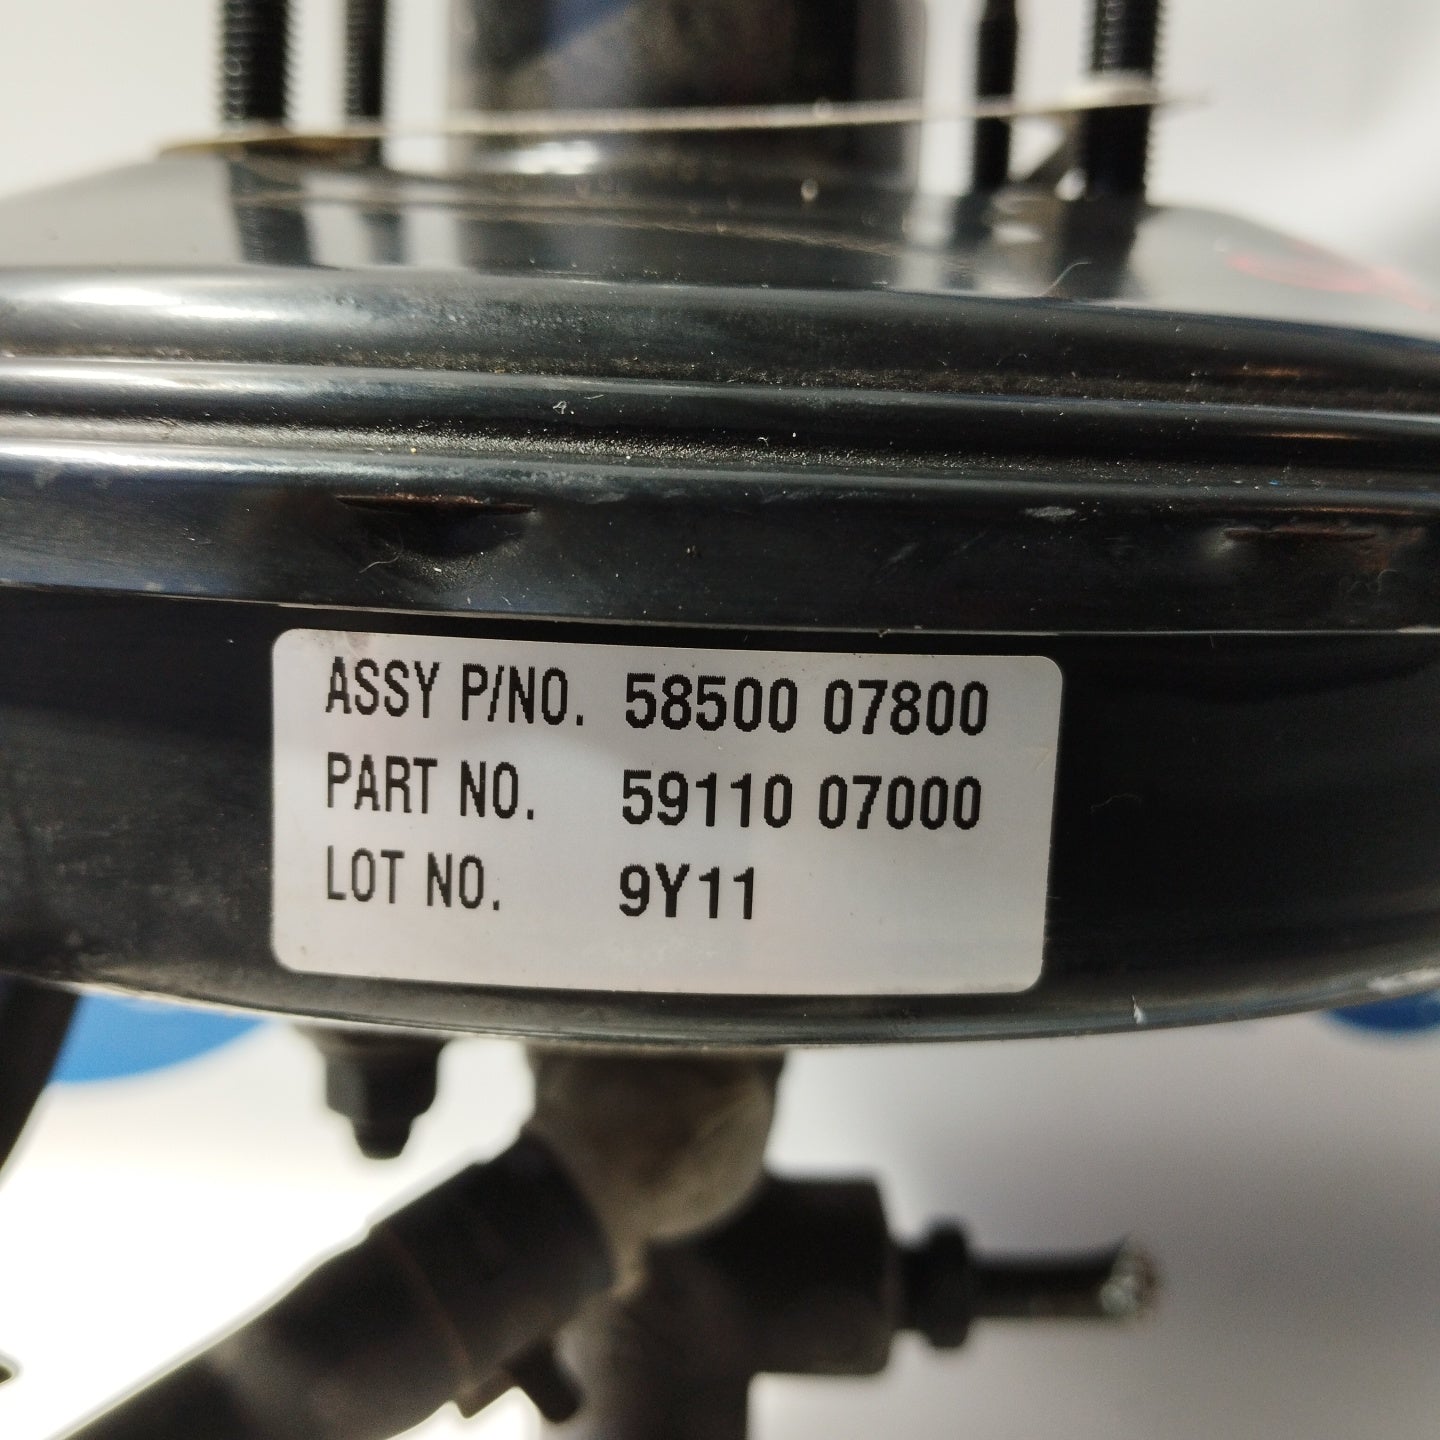 ASSY P/NO. 58500 07800
PART NO. 59110 07000
LOT NO. 9Y11